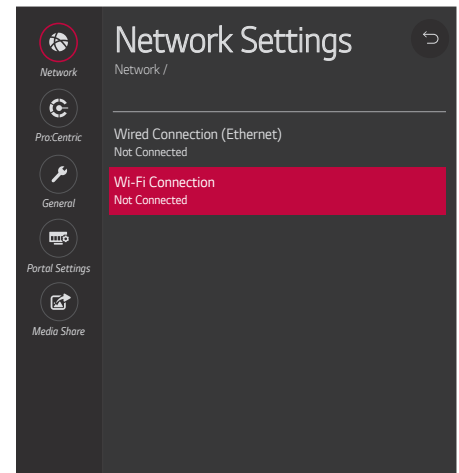 Network Settings
Network /
Network
Pro:Centric
General
Portal Settings
Media Share
Wired Connection (Ethernet)
Not Connected
Wi-Fi Connection
Not Connected